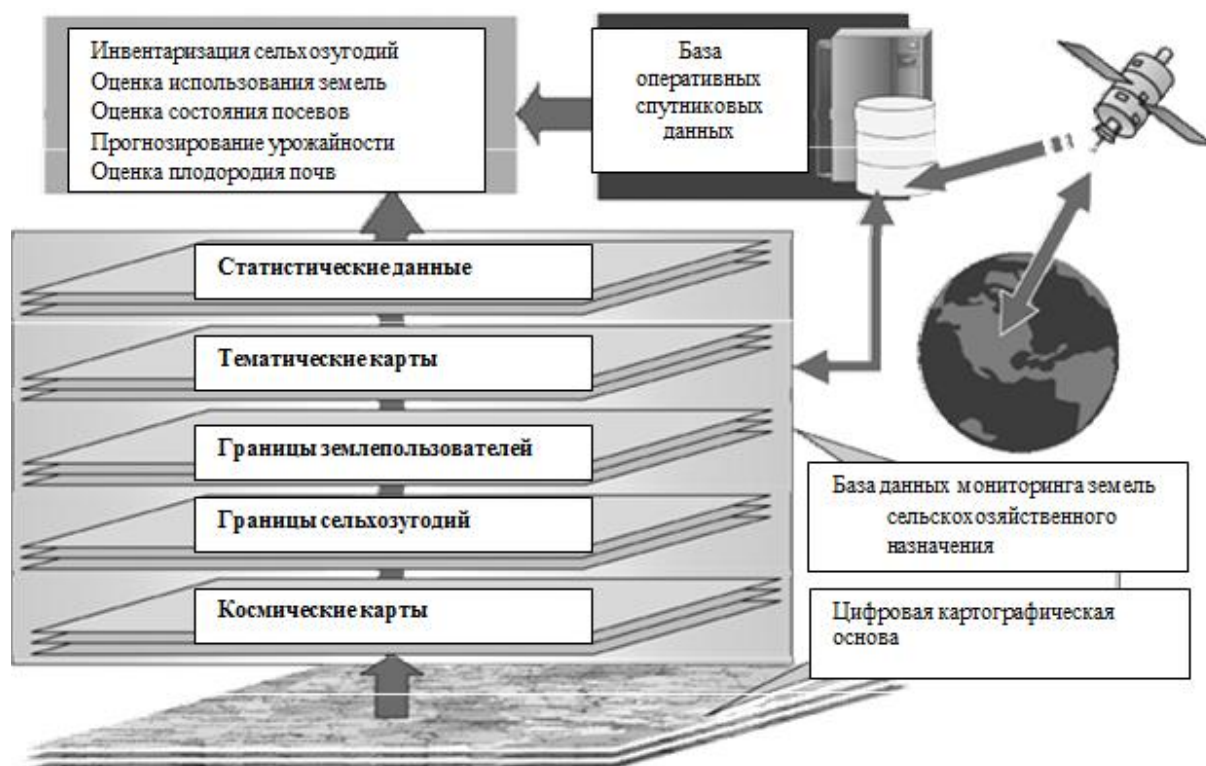 Инвентаризация сельхозугодий
Оценка использования земель
Оценка состояния посевов
Прогнозирование урожайности
Оценка плодородия почв
База
оперативных
спутниковых
данных
Статистические данные
Тематические карты
Границы землепользователей
Границы сельхозугодий
Космические карты
База данных мониторинга земель
сельскохозяйственного
назначения
Цифровая картографическая
основа